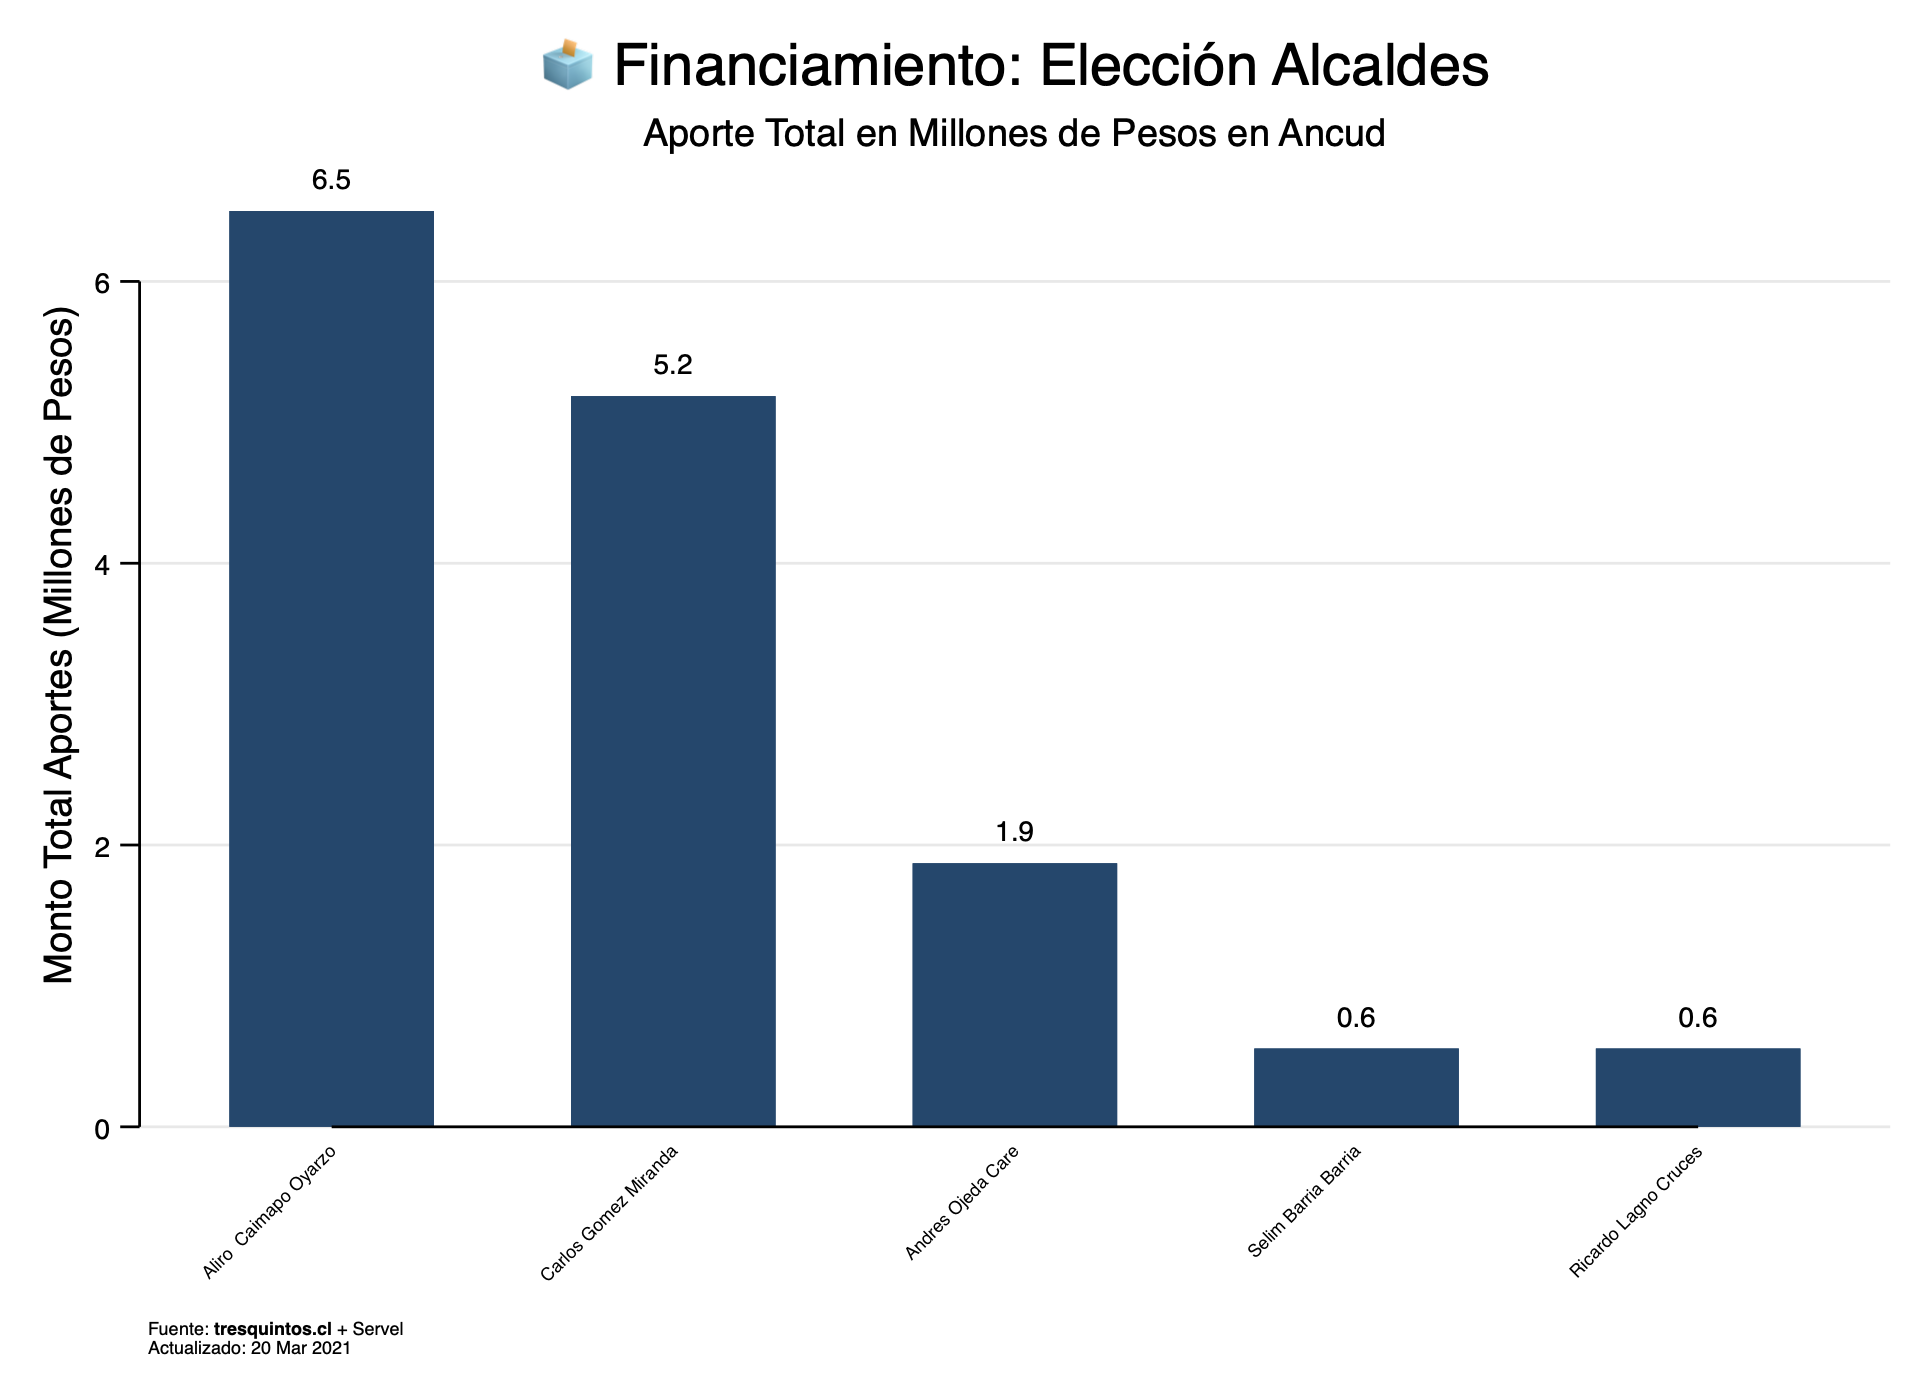 Financiamiento: Elección Alcaldes
Aporte Total en Millones de Pesos en Ancud
Monto Total Aportes (Millones de Pesos)
6
4
2
0
6.5
5.2
1.9
0.6
0.6
Aliro  Caimapo Oyarzo
Carlos Gomez Miranda
Andres Ojeda Care
Selim Barria Barria
Ricardo Lagno Cruces
Fuente: tresquintos.cl + Servel
Actualizado: 20 Mar 2021